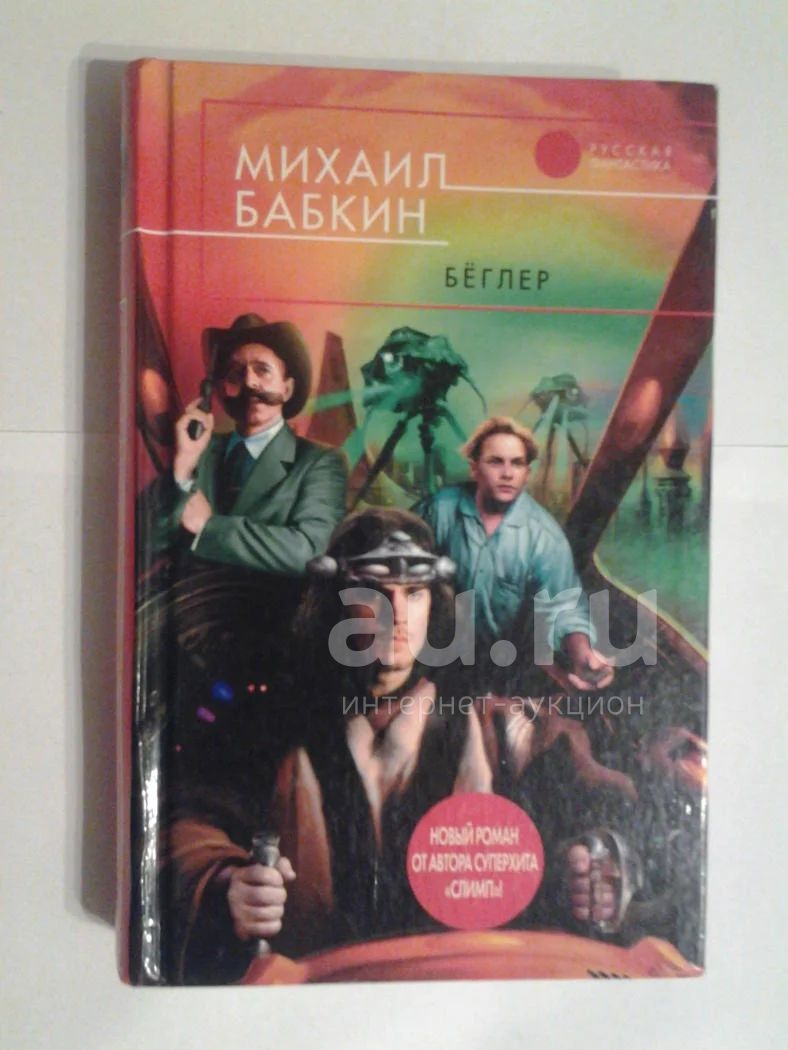 МИХАИЛ
БАБКИН
РУССКАЯ
ФАНТАСТИКА
БЁГЛЕР
au.ru
интернет-аукцион
НОВЫЙ РОМАН
ОТ АВТОРА СУПЕРХИТА
«СЛИМП»!